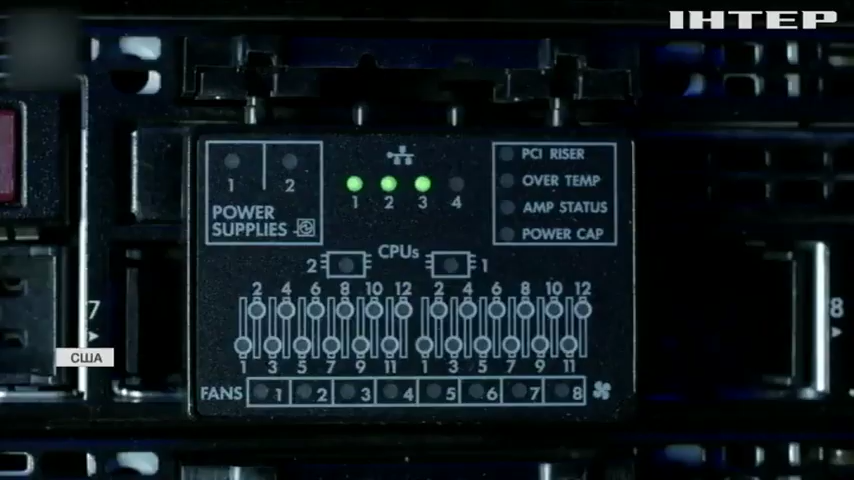 ІНТЕР
PCI RISER
OVER TEMP
AMP STATUS
POWER CAP
1 2
POWER
SUPPLIES
1 2 3 4
CPUs
2 1
2 4 6 8 10 12 2 4 6 8 10 12
1 3 5 7 9 11 1 3 5 7 9 11
FANS 1 2 3 4 5 6 7 8
7
8
США